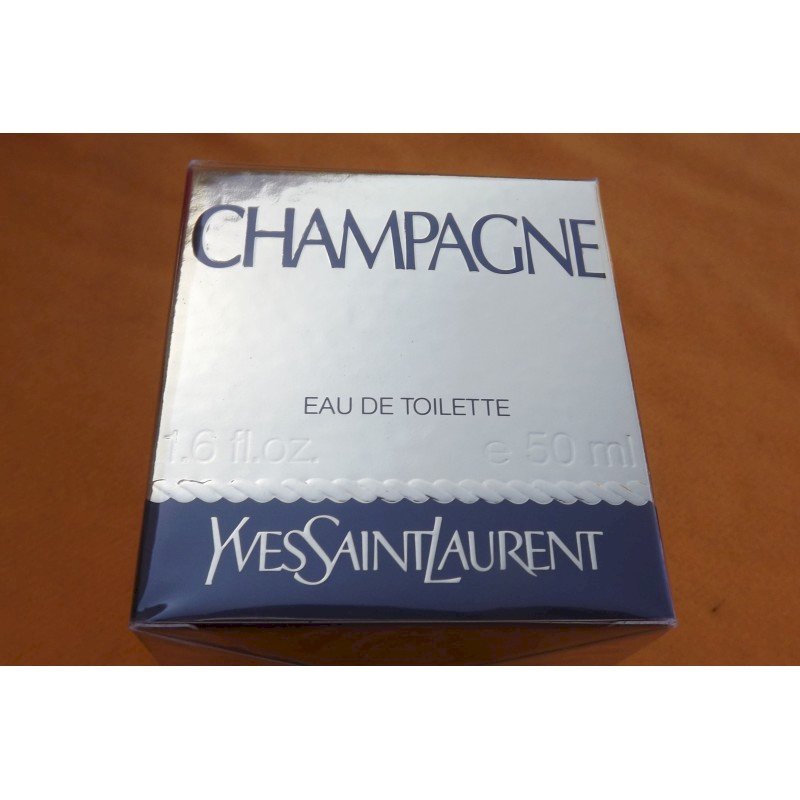 CHAMPAGNE
EAU DE TOILETTE
1.6 fl.oz. e 50 ml
YVESSAINTLAURENT